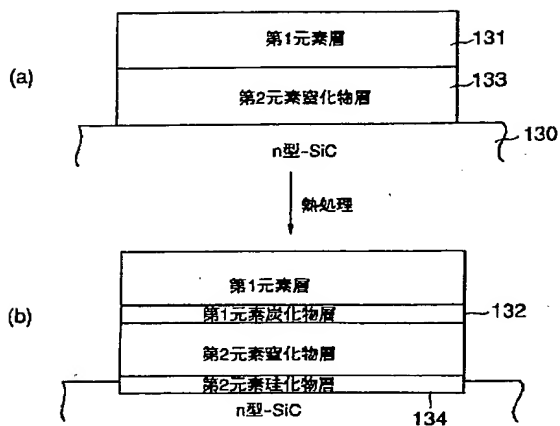 (a)
第1元素層
131
第2元素窒化物層
133
n型-SiC
130
熱処理
(b)
第1元素層
第1元素炭化物層
132
第2元素窒化物層
第2元素珪化物層
n型-SiC
134